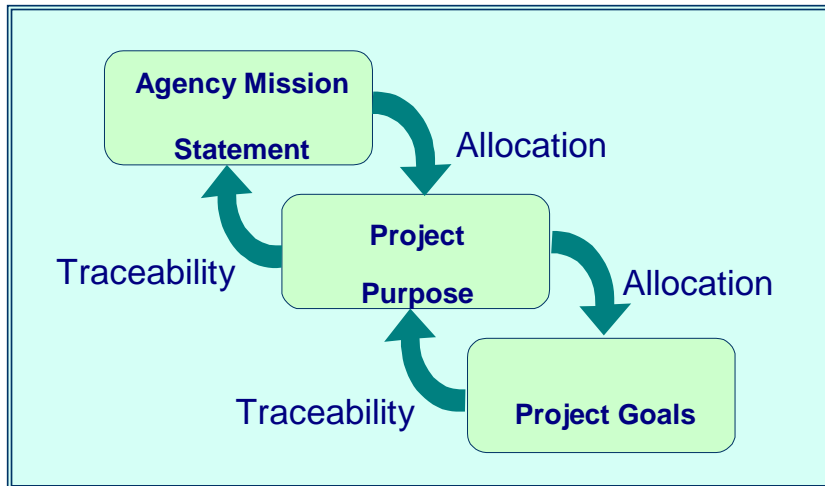 Agency Mission
Statement
Allocation
Project
Purpose
Traceability
Allocation
Project Goals
Traceability